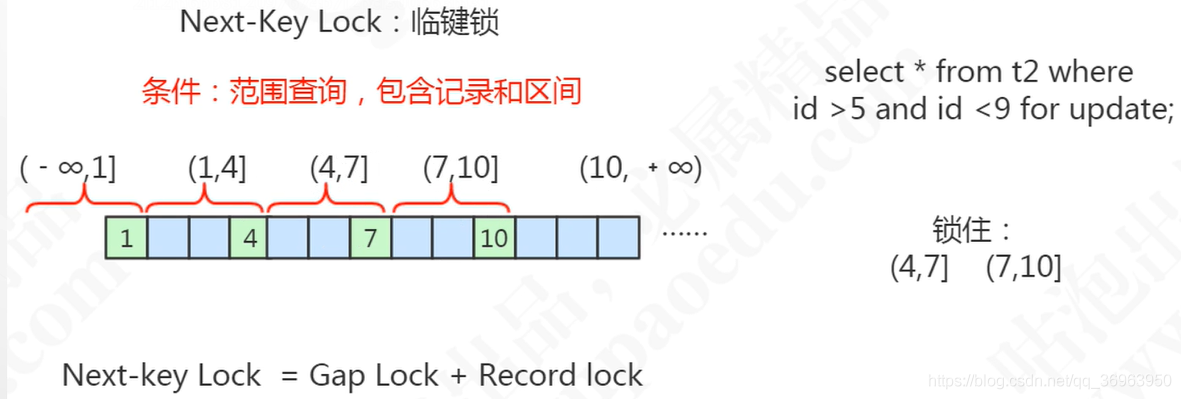 Next-Key Lock：临键锁
条件：范围查询，包含记录和区间
select * from t2 where
id >5 and id <9 for update;
( - ∞,1] (1,4] (4,7] (7,10] (10, + ∞)
1 4 7 10 ……
锁住：
(4,7] (7,10]
Next-key Lock = Gap Lock + Record lock
https://blog.csdn.net/qq_36963950